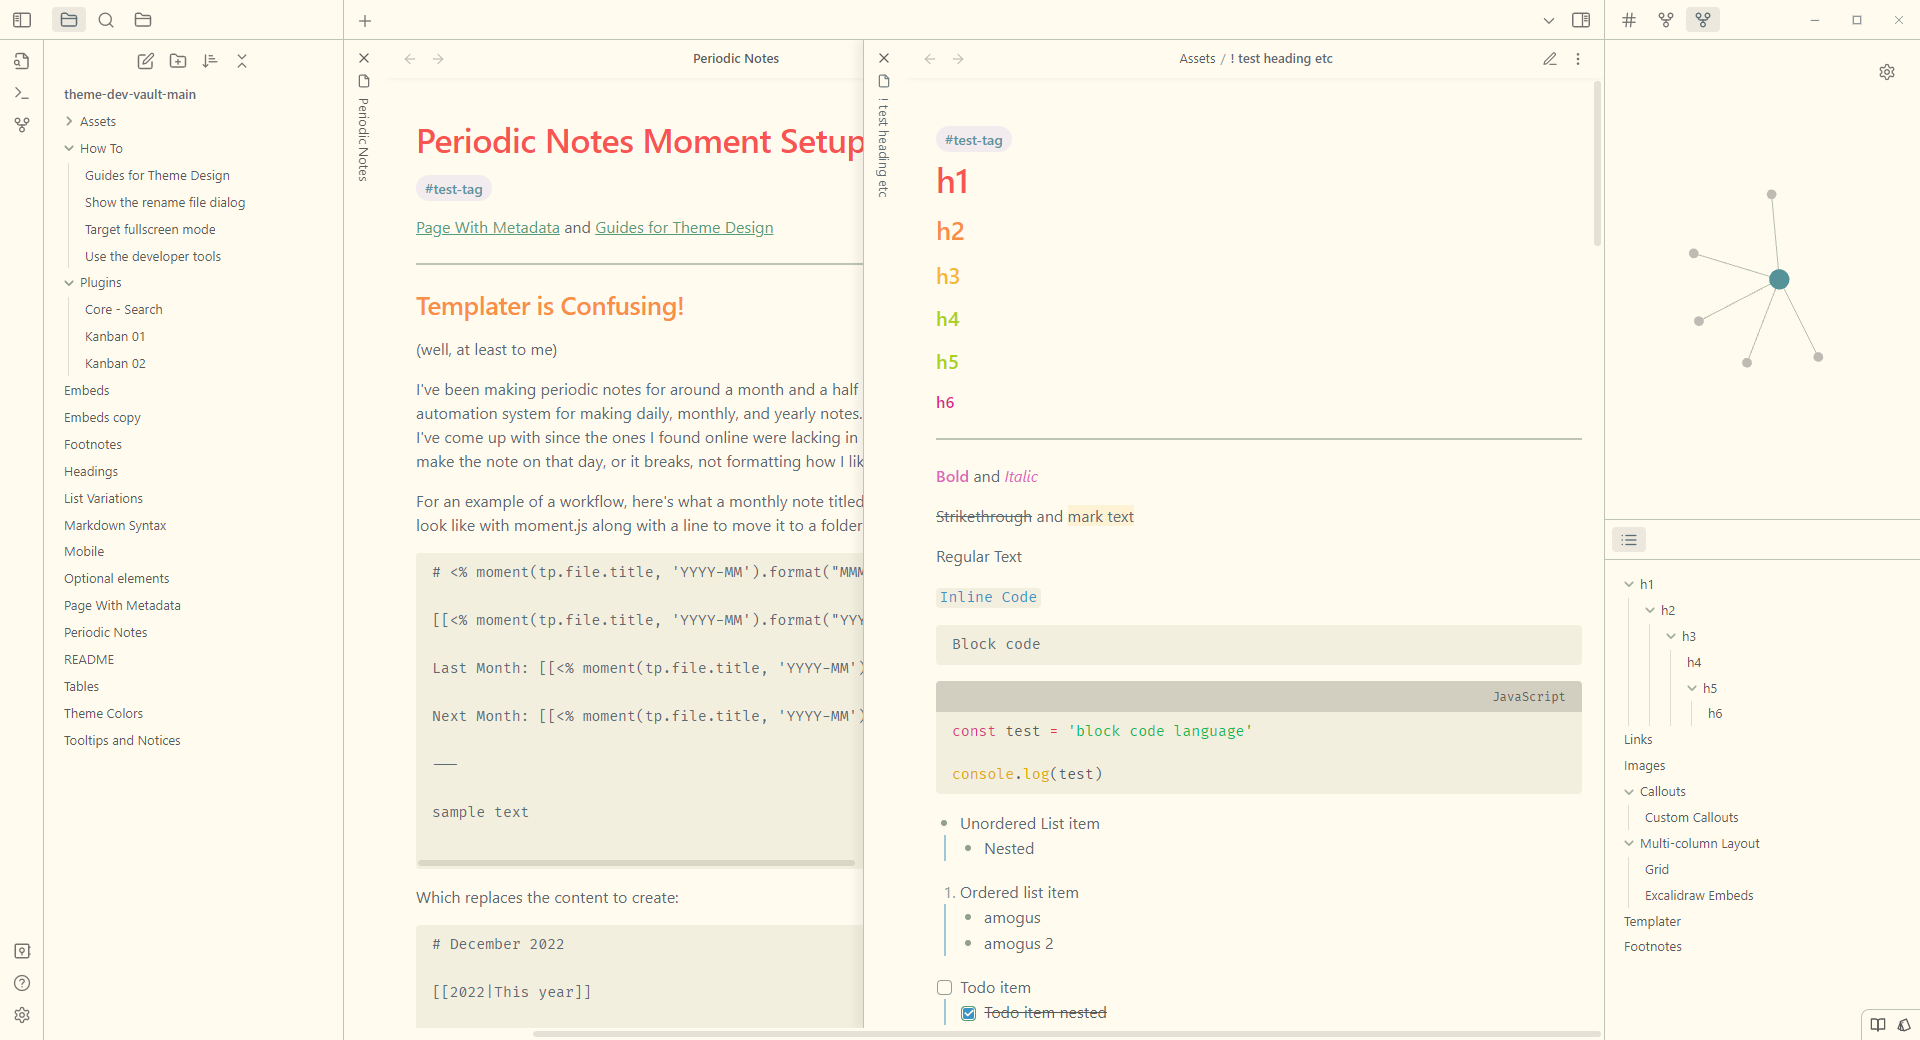 theme-dev-vault-main
Assets
How To
Guides for Theme Design
Show the rename file dialog
Target fullscreen mode
Use the developer tools
Plugins
Core - Search
Kanban 01
Kanban 02
Embeds
Embeds copy
Footnotes
Headings
List Variations
Markdown Syntax
Mobile
Optional elements
Page With Metadata
Periodic Notes
README
Tables
Theme Colors
Tooltips and Notices
Periodic Notes
Periodic Notes
Periodic Notes Moment Setup
#test-tag
Page With Metadata and Guides for Theme Design
Templater is Confusing!
(well, at least to me)
I've been making periodic notes for around a month and a half
automation system for making daily, monthly, and yearly notes.
I've come up with since the ones I found online were lacking in
make the note on that day, or it breaks, not formatting how I lik
For an example of a workflow, here's what a monthly note titled
look like with moment.js along with a line to move it to a folder
# <% moment(tp.file.title, 'YYYY-MM').format("MMM
[[<% moment(tp.file.title, 'YYYY-MM').format("YYY
Last Month: [[<% moment(tp.file.title, 'YYYY-MM')
Next Month: [[<% moment(tp.file.title, 'YYYY-MM')
---
sample text
Which replaces the content to create:
# December 2022
[[2022|This year]]
! test heading etc
Assets / ! test heading etc
#test-tag
h1
h2
h3
h4
h5
h6
Bold and Italic
Strikethrough and mark text
Regular Text
Inline Code
Block code
JavaScript
const test = 'block code language'
console.log(test)
Unordered List item
Nested
1. Ordered list item
amogus
amogus 2
Todo item
Todo item nested
h1
h2
h3
h4
h5
h6
Links
Images
Callouts
Custom Callouts
Multi-column Layout
Grid
Excalidraw Embeds
Templater
Footnotes